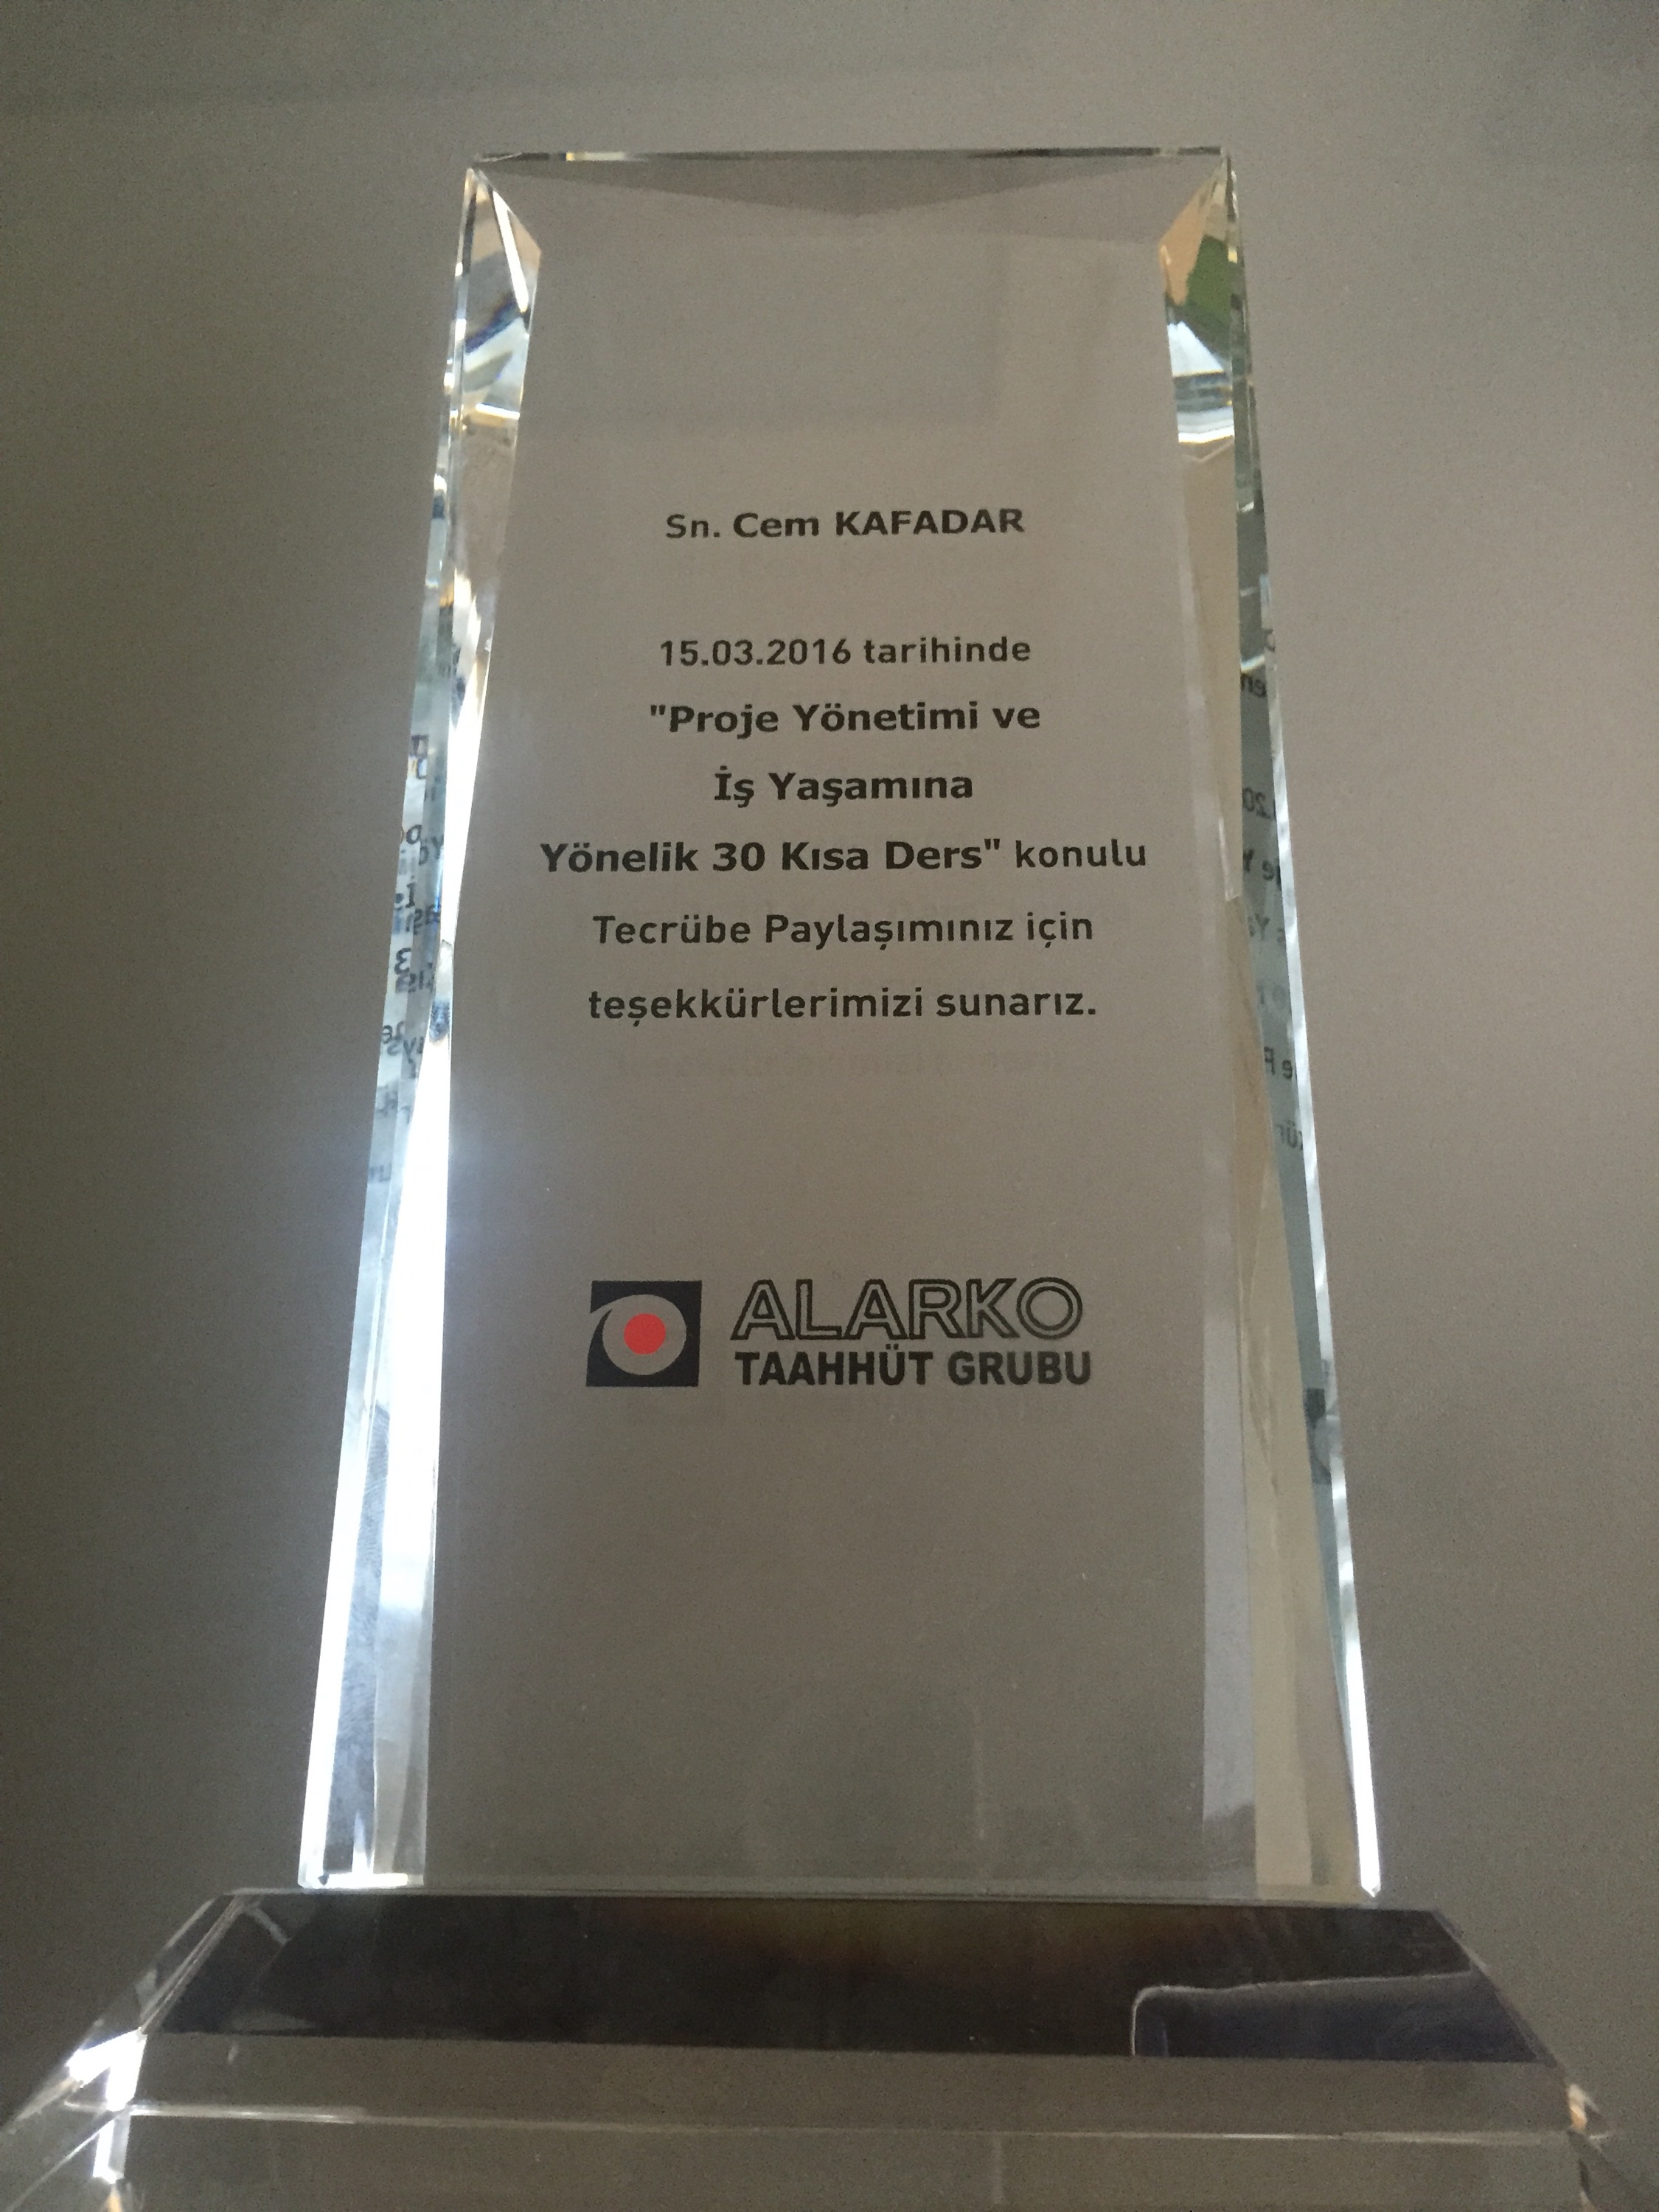 Sn. Cem KAFADAR
15.03.2016 tarihinde
"Proje Yönetimi ve
İş Yaşamına
Yönelik 30 Kısa Ders" konulu
Tecrübe Paylaşımınız için
teşekkürlerimizi sunarız.
ALARKO
TAAHHÜT GRUBU